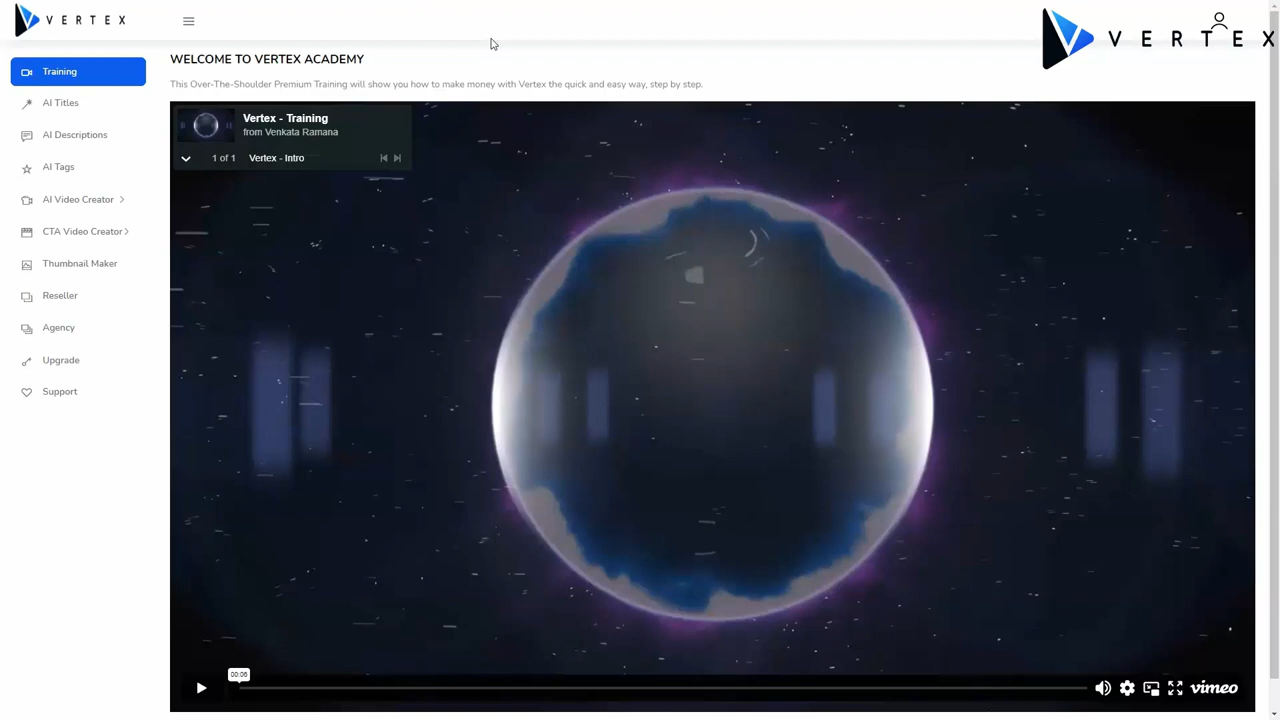 VERTEX
VERTEX
WELCOME TO VERTEX ACADEMY
This Over-The-Shoulder Premium Training will show you how to make money with Vertex the quick and easy way, step by step.
Training
AI Titles
AI Descriptions
AI Tags
AI Video Creator
CTA Video Creator
Thumbnail Maker
Reseller
Agency
Upgrade
Support
Vertex - Training
from Venkata Ramana
1 of 1 Vertex - Intro
00:06
vimeo